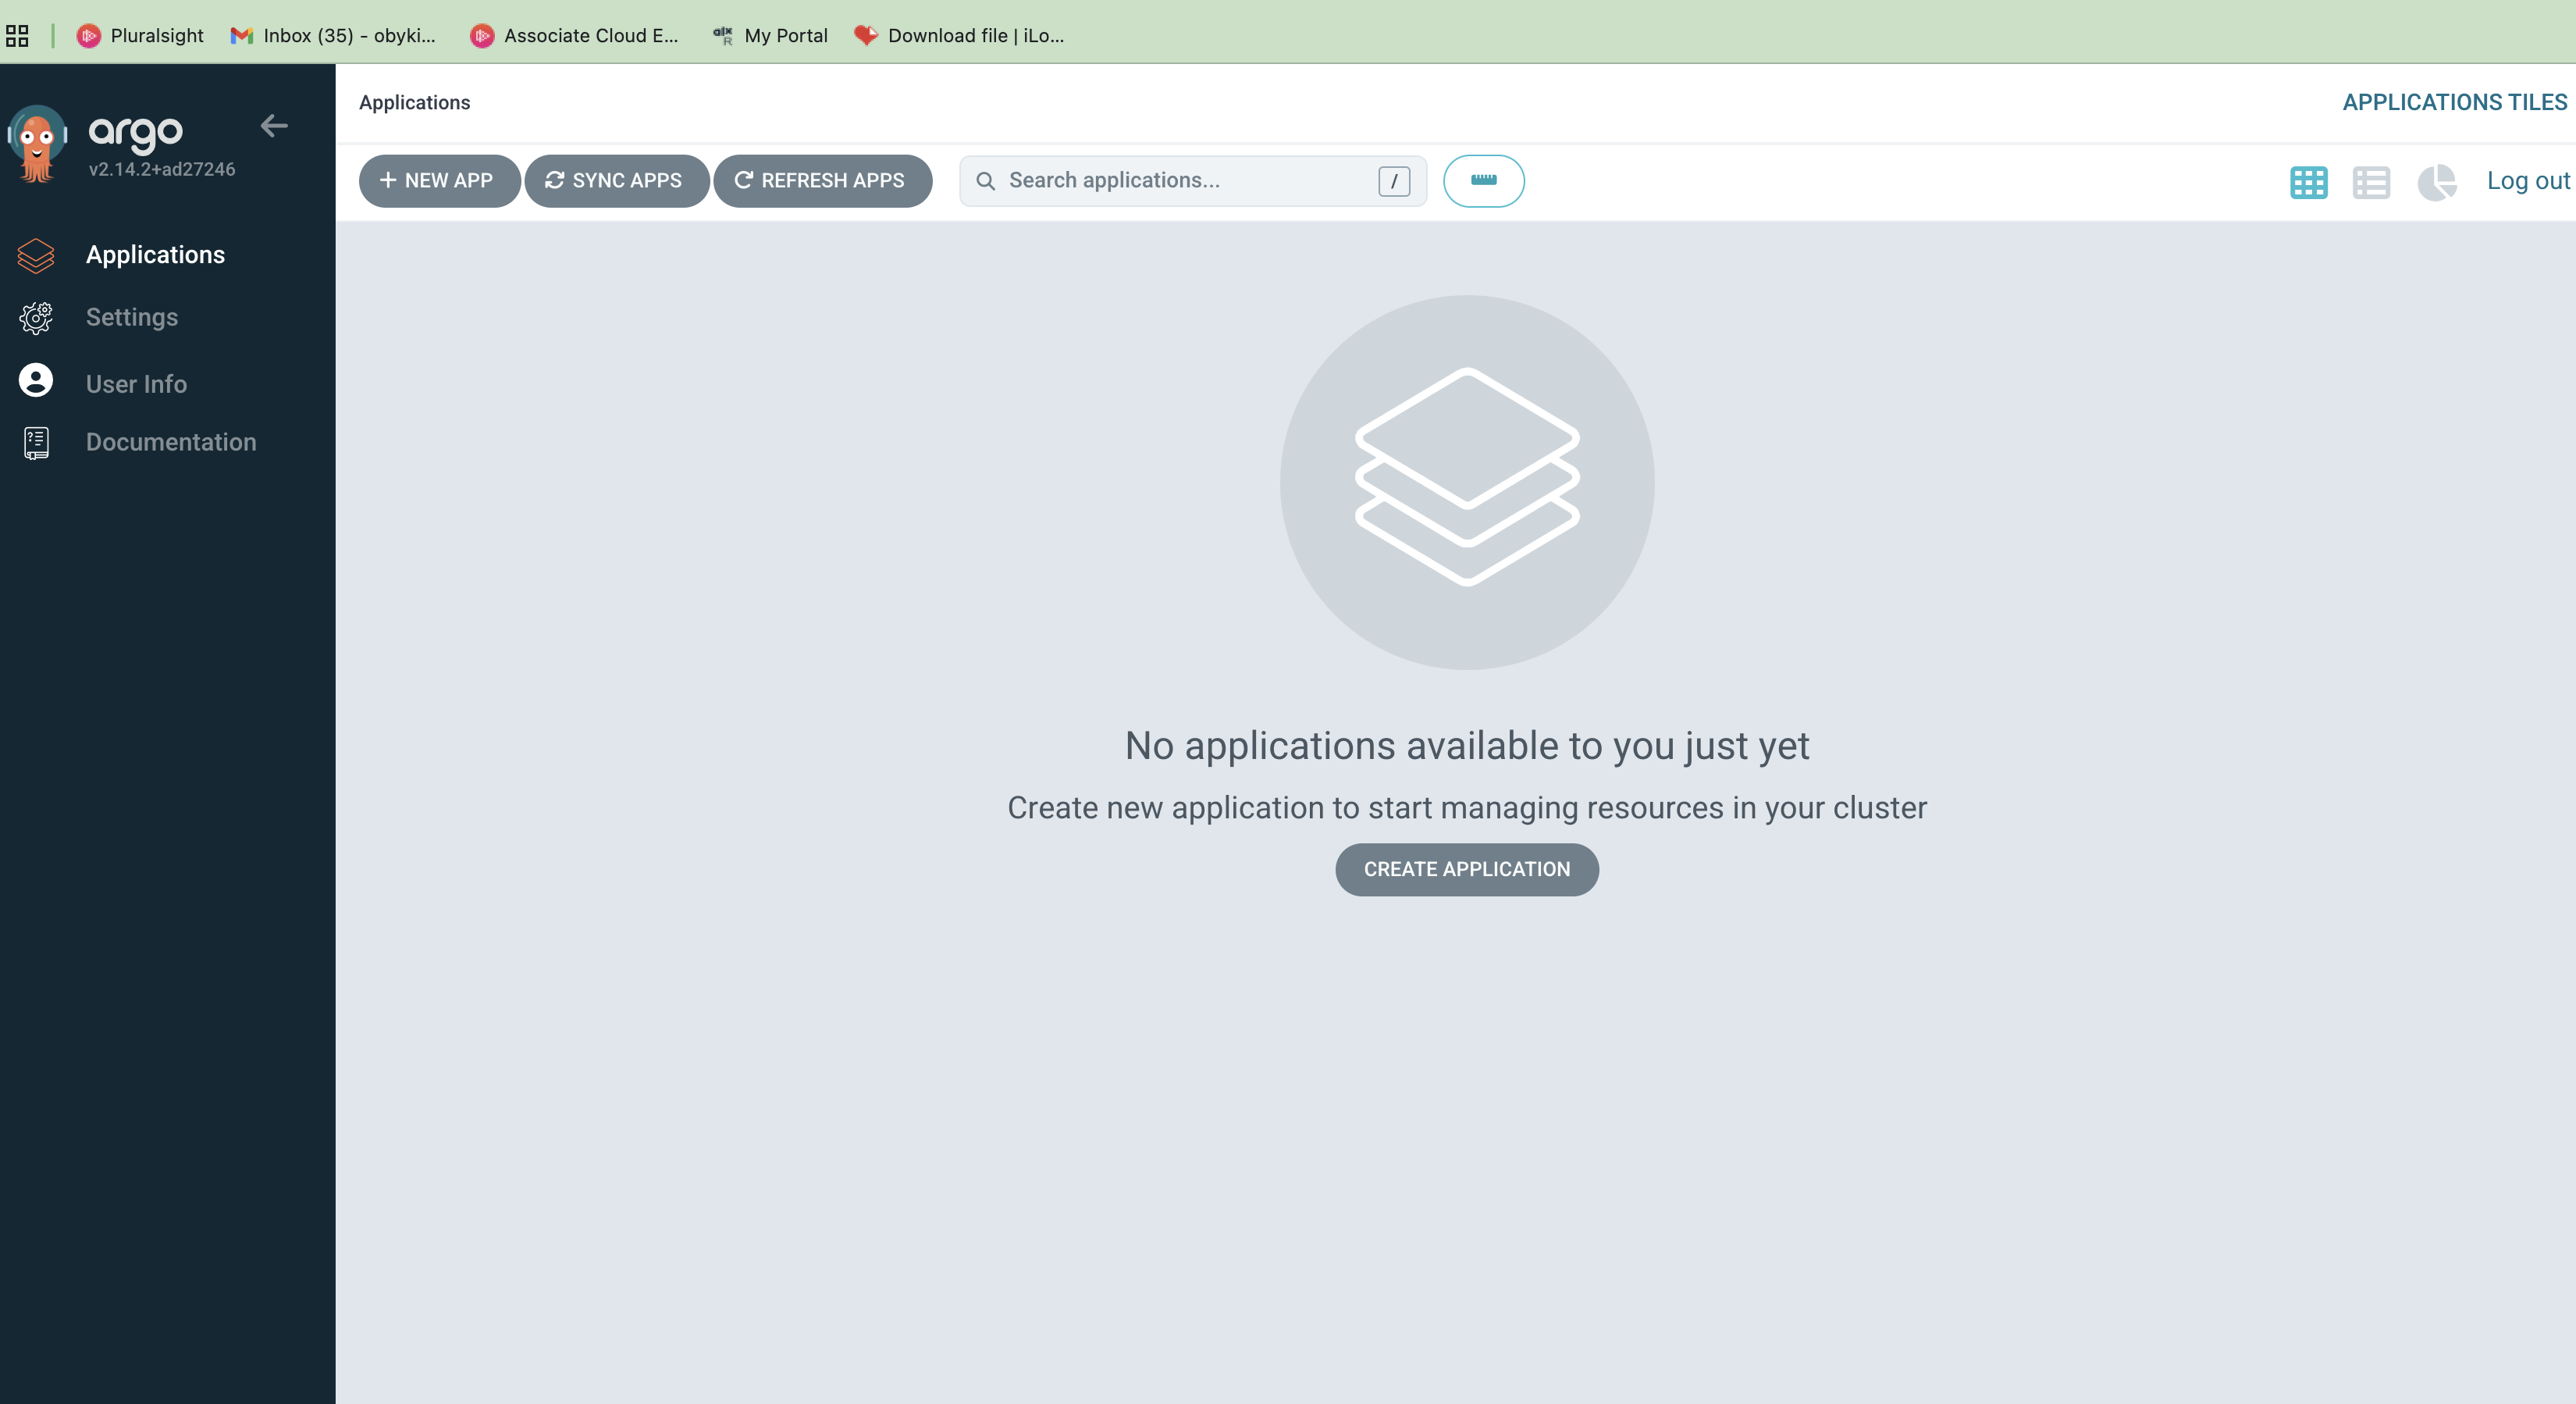 Pluralsight
Inbox (35) - obyki...
Associate Cloud E...
My Portal
Download file | iLo...
argo
v2.14.2+ad27246
Applications
Settings
User Info
Documentation
Applications
APPLICATIONS TILES
NEW APP
SYNC APPS
REFRESH APPS
Search applications...
/
Log out
No applications available to you just yet
Create new application to start managing resources in your cluster
CREATE APPLICATION